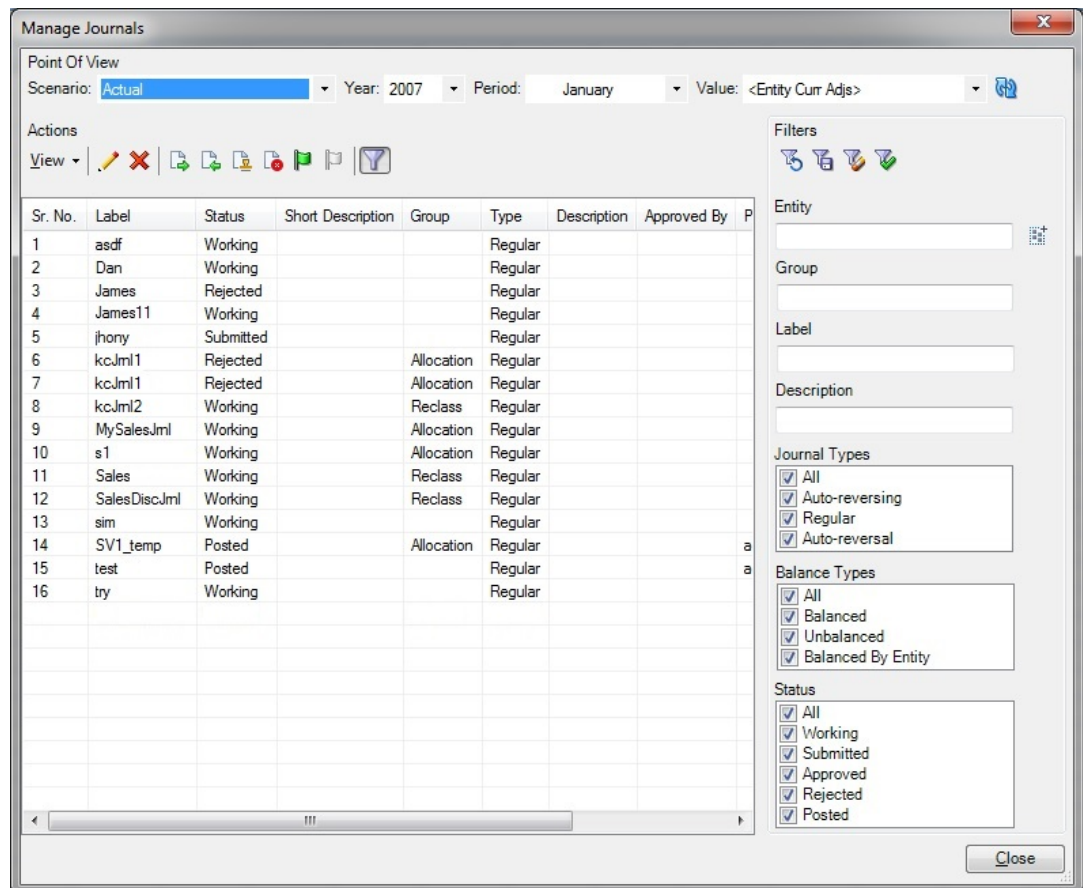 Manage Journals
Point Of View
Scenario: Actual Year: 2007 Period: January Value: <Entity Curr Adjs>
Actions
View
Sr. No. Label Status Short Description Group Type Description Approved By P
1 asdf Working Regular
2 Dan Working Regular
3 James Rejected Regular
4 James11 Working Regular
5 jhony Submitted Regular
6 kcJrnl1 Rejected Allocation Regular
7 kcJrnl1 Rejected Allocation Regular
8 kcJrnl2 Working Reclass Regular
9 MySalesJrnl Working Allocation Regular
10 s1 Working Allocation Regular
11 Sales Working Reclass Regular
12 SalesDiscJrnl Working Reclass Regular
13 sim Working Regular
14 SV1_temp Posted Allocation Regular a
15 test Posted Regular a
16 try Working Regular
Filters
Entity
Group
Label
Description
Journal Types
All
Auto-reversing
Regular
Auto-reversal
Balance Types
All
Balanced
Unbalanced
Balanced By Entity
Status
All
Working
Submitted
Approved
Rejected
Posted
Close